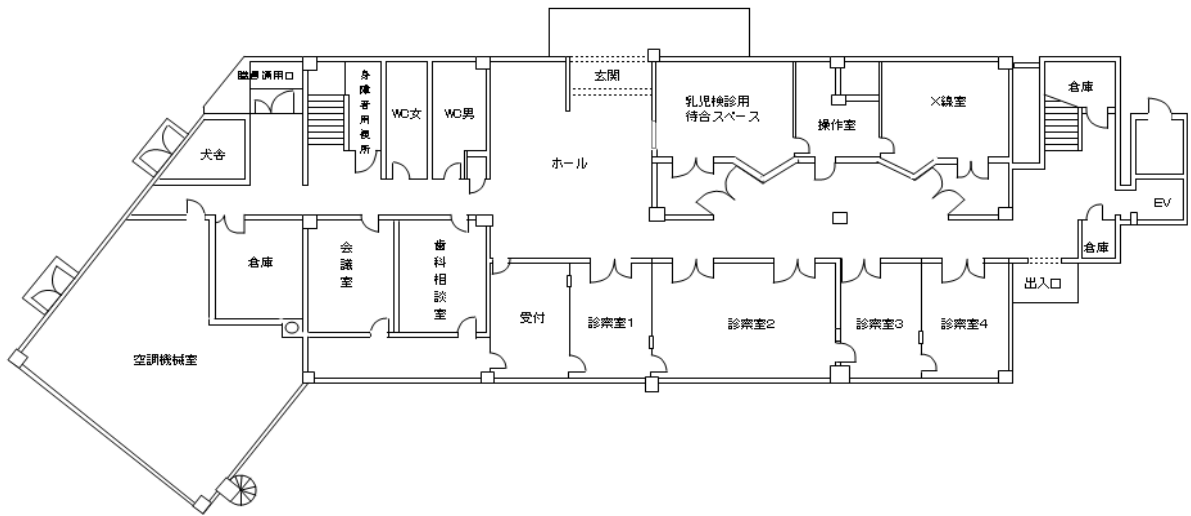 職員通用口
身障者用便所
WC女
WC男
玄関
乳児検診用
待合スペース
操作室
X線室
倉庫
犬舎
ホール
EV
倉庫
倉庫
会議室
歯科相談室
受付
診察室1
診察室2
診察室3
診察室4
出入口
空調機械室